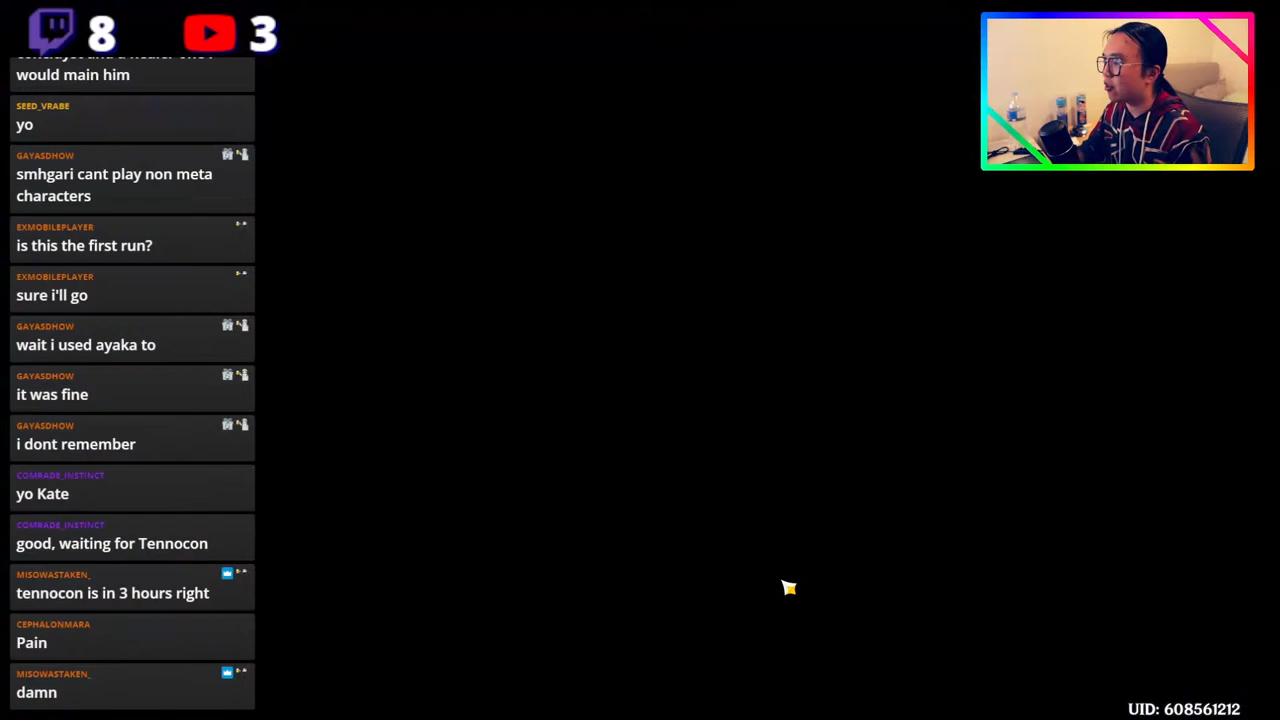 8 3
would main him
SEED_VRABE
yo
GAYASDHOW
smhgari cant play non meta
characters
EXMOBILEPLAYER
is this the first run?
EXMOBILEPLAYER
sure i'll go
GAYASDHOW
wait i used ayaka to
GAYASDHOW
it was fine
GAYASDHOW
i dont remember
COMRADE_INSTINCT
yo Kate
COMRADE_INSTINCT
good, waiting for Tennocon
MISOWASTAKEN_
tennocon is in 3 hours right
CEPHALONMARA
Pain
MISOWASTAKEN_
damn
UID: 608561212